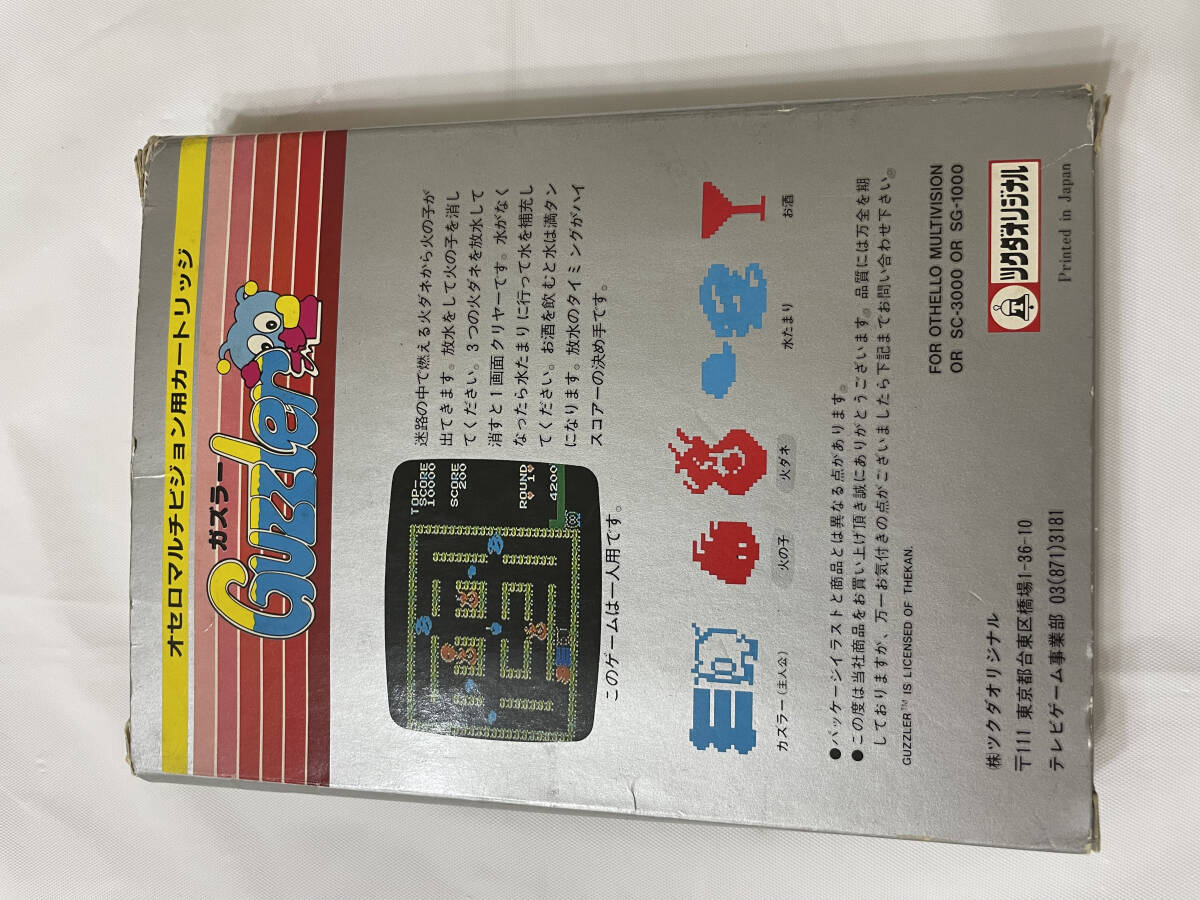 オセロマルチビジョン用カートリッジ
ガズラー
Guzzler
迷路の中で燃える火ダネから火の子が
出てきます。放水をして火の子を消し
てください。3つの火ダネを放水して
消すと1画面クリヤーです。水がなく
なったら水たまりに行って水を補充し
てください。お酒を飲むと水は満タン
になります。放水のタイミングがハイ
スコアーの決め手です。
TOP-
SCORE
1000
SCORE
200
ROUND
1
4200
このゲームは一人用です。
カズラー(主人公)
火の子
火ダネ
水たまり
お酒
●パッケージイラストと商品とは異なる点があります。
●この度は当社商品をお買い上げ頂き誠にありがとうございます。品質には万全を期
しておりますが、万一お気付きの点がございましたら下記までお問い合わせ下さい。
GUZZLER™ IS LICENSED OF THEKAN.
FOR OTHELLO MULTIVISION
OR SC-3000 OR SG-1000
㈱ツクダオリジナル
〒111 東京都台東区橋場1-36-10
テレビゲーム事業部 03(871)3181
ツクダオリジナル
Printed in Japan